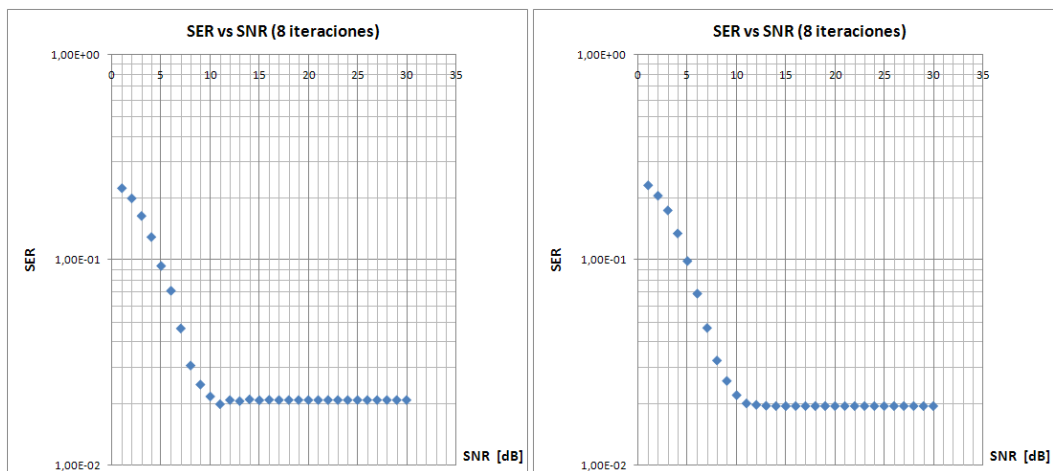 SER vs SNR (8 iteraciones)
1,00E+00
0 5 10 15 20 25 30 35
SER
1,00E-01
1,00E-02
SNR [dB]
SER vs SNR (8 iteraciones)
1,00E+00
0 5 10 15 20 25 30 35
SER
1,00E-01
1,00E-02
SNR [dB]